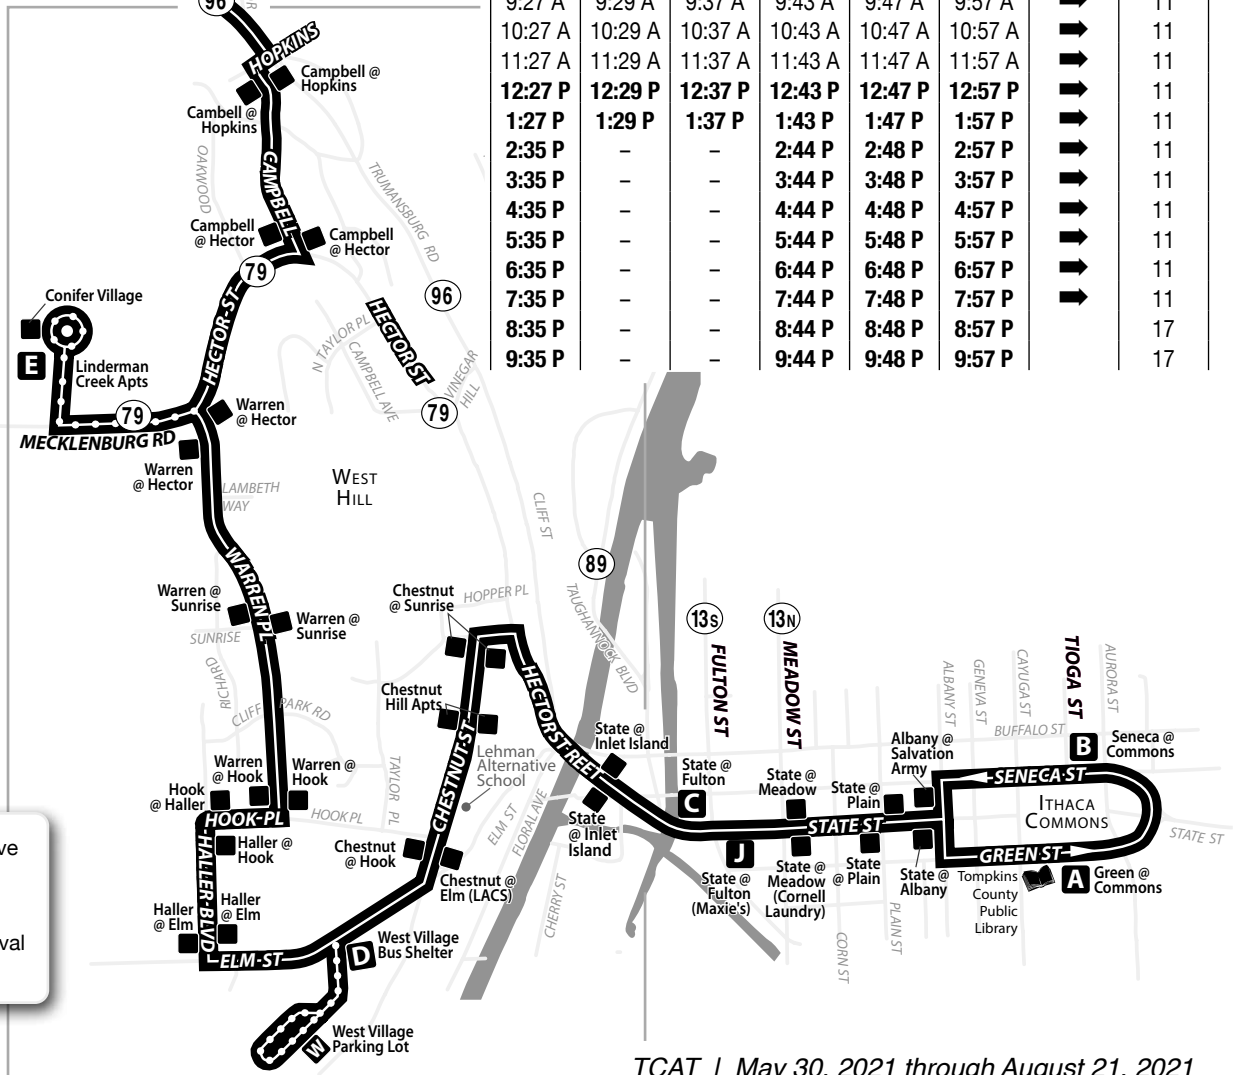 96
HOPKINS
Campbell @
Hopkins
Cambell @
Hopkins
OAKWOOD
CAMPBELL
TRUMANSBURG RD
Campbell
@ Hector
Campbell
@ Hector
79
96
Conifer Village
E
Linderman
Creek Apts
HECTOR-ST
N TAYLOR PL
CAMPBELL AVE
HECTOR ST
VINEGAR
HILL
79
79
MECKLENBURG RD
Warren
@ Hector
Warren
@ Hector
LAMBETH
WAY
WEST
HILL
CLIFF ST
89
TAUGHANNOCK BLVD
WARREN PL
Warren @
Sunrise
Warren @
Sunrise
SUNRISE
RICHARD
CLIFF PARK RD
Chestnut
@ Sunrise
HOPPER PL
Chestnut
Hill Apts
HECTOR STREET
CHESTNUT-ST
Lehman
Alternative
School
TAYLOR PL
Warren
@ Hook
Warren @
Hook
Hook
@ Haller
HOOK-PL
HOOK PL
Haller @
Hook
HALLER-BLVD
Haller
@ Elm
Haller
@ Elm
ELM-ST
Chestnut
@ Hook
Chestnut @
Elm (LACS)
ELM ST
FLORAL AVE
CHERRY ST
D
West Village
Bus Shelter
W
West Village
Parking Lot
State @
Inlet Island
State
@ Inlet
Island
13S
FULTON ST
13N
MEADOW ST
State @
Fulton
C
J
State @
Fulton
(Maxie's)
State @
Meadow
State @
Meadow
(Cornell
Laundry)
STATE ST
State @
Plain
State
@ Plain
Albany @
Salvation
Army
State @
Albany
CORN ST
PLAIN ST
ALBANY ST
GENEVA ST
CAYUGA ST
TIOGA ST
AURORA ST
BUFFALO ST
B
Seneca @
Commons
SENECA-ST
ITHACA
COMMONS
STATE ST
GREEN ST
Tompkins
County
Public
Library
A
Green @
Commons
9:27 A 9:29 A 9:37 A 9:43 A 9:47 A 9:57 A ➡ 11
10:27 A 10:29 A 10:37 A 10:43 A 10:47 A 10:57 A ➡ 11
11:27 A 11:29 A 11:37 A 11:43 A 11:47 A 11:57 A ➡ 11
12:27 P 12:29 P 12:37 P 12:43 P 12:47 P 12:57 P ➡ 11
1:27 P 1:29 P 1:37 P 1:43 P 1:47 P 1:57 P ➡ 11
2:35 P – – 2:44 P 2:48 P 2:57 P ➡ 11
3:35 P – – 3:44 P 3:48 P 3:57 P ➡ 11
4:35 P – – 4:44 P 4:48 P 4:57 P ➡ 11
5:35 P – – 5:44 P 5:48 P 5:57 P ➡ 11
6:35 P – – 6:44 P 6:48 P 6:57 P ➡ 11
7:35 P – – 7:44 P 7:48 P 7:57 P ➡ 11
8:35 P – – 8:44 P 8:48 P 8:57 P 17
9:35 P – – 9:44 P 9:48 P 9:57 P 17
TCAT | May 30, 2021 through August 21, 2021